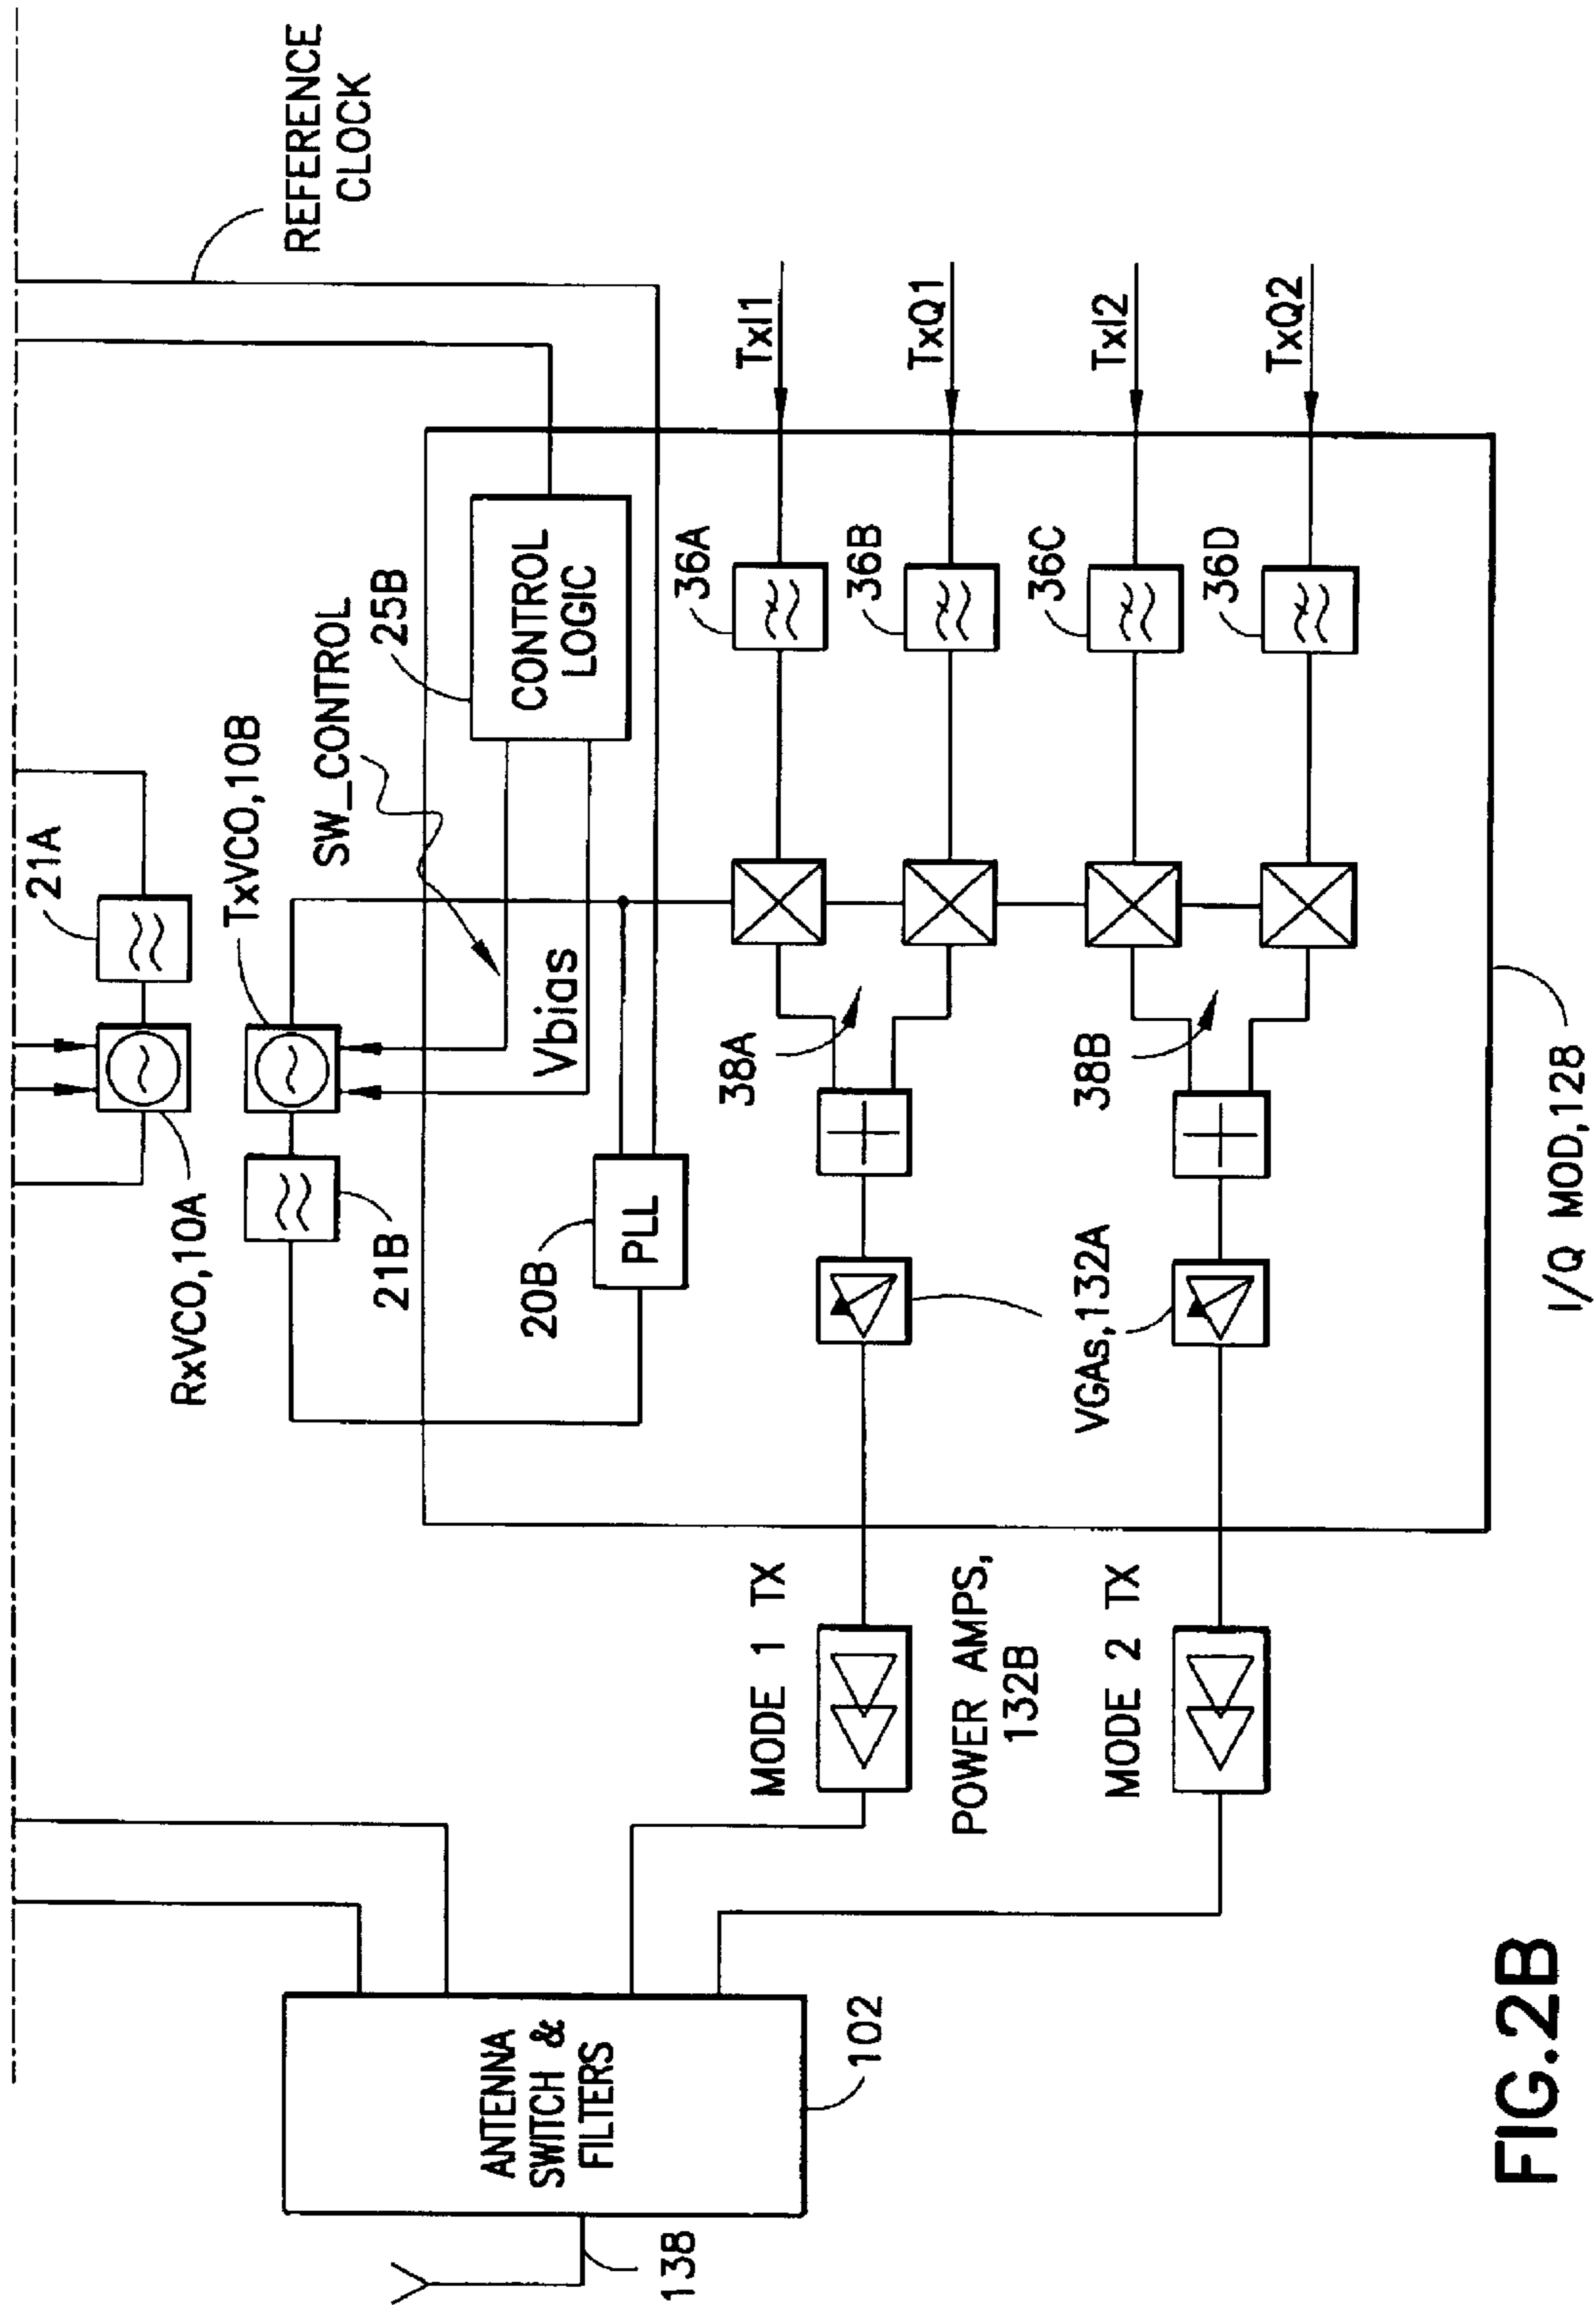 REFERENCE
CLOCK
21A
RxVCO,10A
TxVCO,10B
21B
SW_CONTROL
25B
CONTROL
LOGIC
Vbias
20B
PLL
ANTENNA
SWITCH &
FILTERS
138
102
TxI1
36A
38A
MODE 1 TX
TxQ1
36B
POWER AMPS,
132B
VGAs,132A
TxI2
36C
38B
MODE 2 TX
TxQ2
36D
I/Q MOD,128
FIG.2B